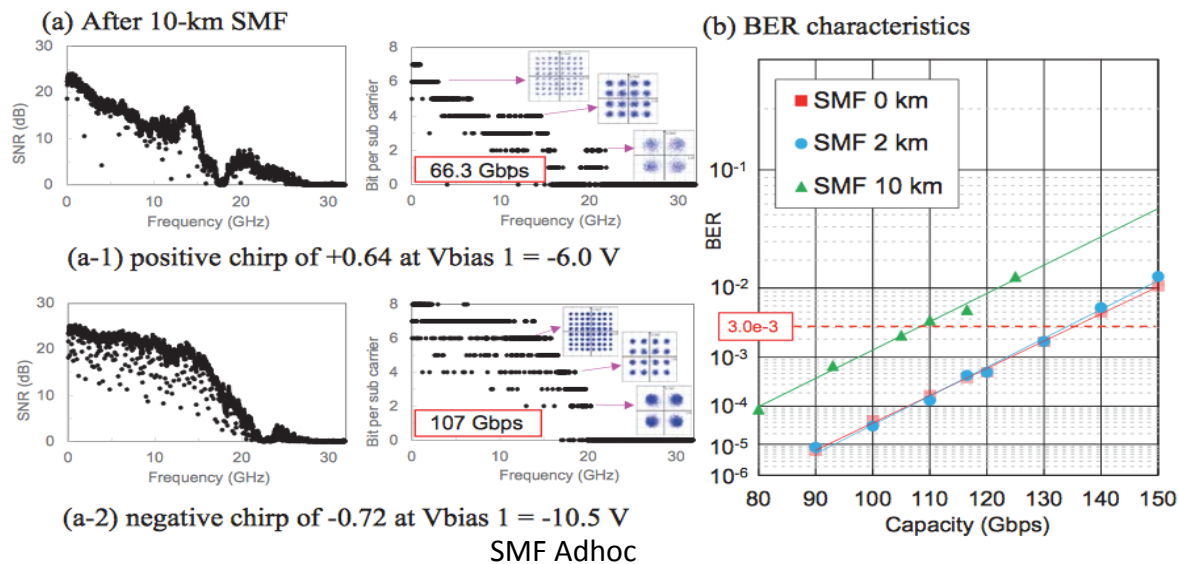 (a) After 10-km SMF
30
20
10
0
SNR (dB)
0
10
20
30
Frequency (GHz)
8
6
4
2
0
Bit per sub carrier
66.3 Gbps
0
10
20
30
Frequency (GHz)
(a-1) positive chirp of +0.64 at Vbias 1 = -6.0 V
30
20
10
0
SNR (dB)
0
10
20
30
Frequency (GHz)
8
6
4
2
0
Bit per sub carrier
107 Gbps
0
10
20
30
Frequency (GHz)
(a-2) negative chirp of -0.72 at Vbias 1 = -10.5 V
(b) BER characteristics
SMF 0 km
SMF 2 km
SMF 10 km
10-1
10-2
3.0e-3
10-3
10-4
10-5
10-6
BER
80
90
100
110
120
130
140
150
Capacity (Gbps)
SMF Adhoc